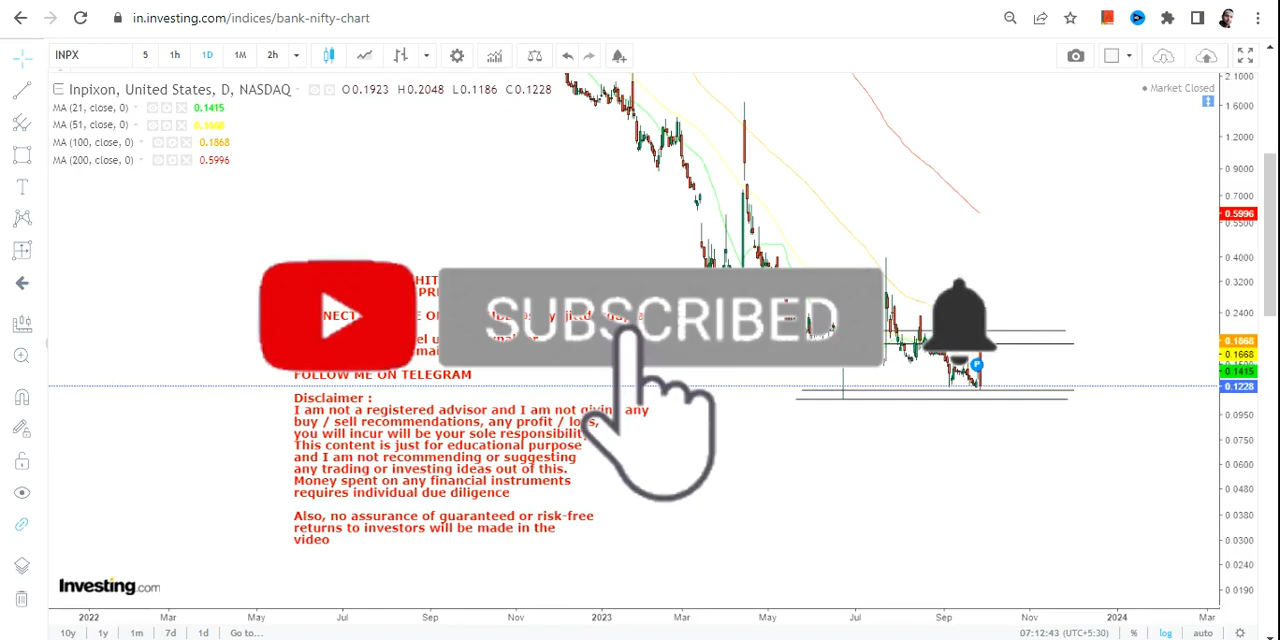 in.investing.com/indices/bank-nifty-chart
INPX 5 1h 1D 1M 2h
Inpixon, United States, D, NASDAQ O0.1923 H0.2048 L0.1186 C0.1228
Market Closed
MA (21, close, 0) 0.1415
MA (51, close, 0) 0.1668
MA (100, close, 0) 0.1868
MA (200, close, 0) 0.5996
2.1000
1.6000
1.2000
0.9000
0.7000
0.5996
0.5500
0.4000
0.3200
0.2400
0.1868
0.1668
0.1415
0.1228
0.0950
0.0750
0.0600
0.0480
0.0380
0.0300
0.0240
0.0190
SUBSCRIBED
FOLLOW ME ON TELEGRAM
Disclaimer :
I am not a registered advisor and I am not giving any
buy / sell recommendations, any profit / loss,
you will incur will be your sole responsibility
This content is just for educational purpose
and I am not recommending or suggesting
any trading or investing ideas out of this.
Money spent on any financial instruments
requires individual due diligence
Also, no assurance of guaranteed or risk-free
returns to investors will be made in the
video
Investing.com
2022 Mar May Jul Sep Nov 2023 Mar May Jul Sep Nov 2024 Mar
10y 1y 1m 7d 1d Go to... 07:12:43 (UTC+5:30) % log auto